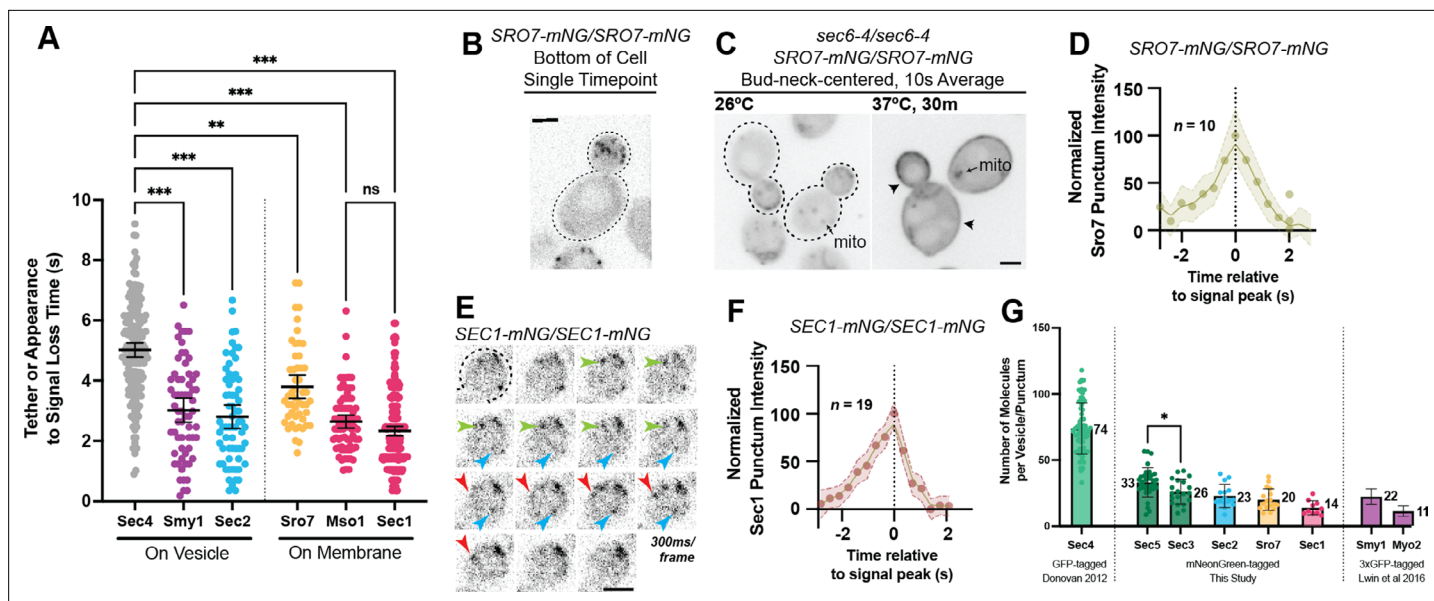 A
***
***
**
***
***
ns
Tether or Appearance
to Signal Loss Time (s)
10
8
6
4
2
0
Sec4 Smy1 Sec2 Sro7 Mso1 Sec1
On Vesicle On Membrane
B
SRO7-mNG/SRO7-mNG
Bottom of Cell
Single Timepoint
C
sec6-4/sec6-4
SRO7-mNG/SRO7-mNG
Bud-neck-centered, 10s Average
26ºC 37ºC, 30m
mito
mito
D
SRO7-mNG/SRO7-mNG
Normalized
Sro7 Punctum Intensity
150
100
50
0
n = 10
-2 0 2
Time relative
to signal peak (s)
E
SEC1-mNG/SEC1-mNG
300ms/
frame
F
SEC1-mNG/SEC1-mNG
Normalized
Sec1 Punctum Intensity
150
100
50
0
n = 19
-2 0 2
Time relative
to signal peak (s)
G
Number of Molecules
per Vesicle/Punctum
150
100
50
0
*
74
33
26
23
20
14
22
11
Sec4 Sec5 Sec3 Sec2 Sro7 Sec1 Smy1 Myo2
GFP-tagged mNeonGreen-tagged 3xGFP-tagged
Donovan 2012 This Study Lwin et al 2016